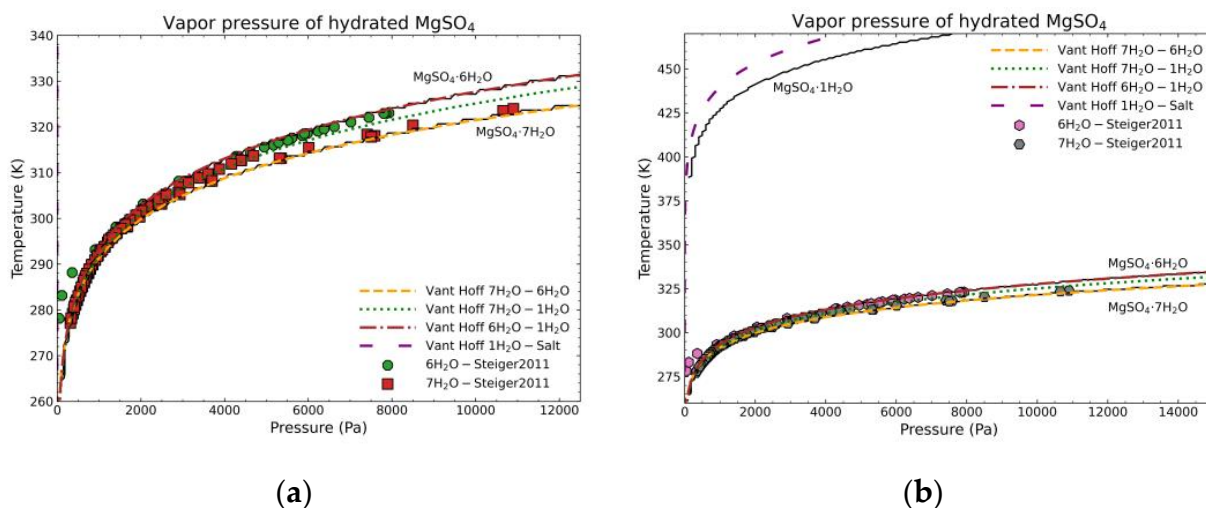 Vapor pressure of hydrated MgSO₄
340
330
320
310
300
290
280
270
260
Temperature (K)
MgSO₄·6H₂O
MgSO₄·7H₂O
Vant Hoff 7H₂O − 6H₂O
Vant Hoff 7H₂O − 1H₂O
Vant Hoff 6H₂O − 1H₂O
Vant Hoff 1H₂O − Salt
6H₂O − Steiger2011
7H₂O − Steiger2011
0 2000 4000 6000 8000 10000 12000
Pressure (Pa)
(a)
Vapor pressure of hydrated MgSO₄
450
425
400
375
350
325
300
275
Temperature (K)
MgSO₄·1H₂O
Vant Hoff 7H₂O − 6H₂O
Vant Hoff 7H₂O − 1H₂O
Vant Hoff 6H₂O − 1H₂O
Vant Hoff 1H₂O − Salt
6H₂O − Steiger2011
7H₂O − Steiger2011
MgSO₄·6H₂O
MgSO₄·7H₂O
0 2000 4000 6000 8000 10000 12000 14000
Pressure (Pa)
(b)